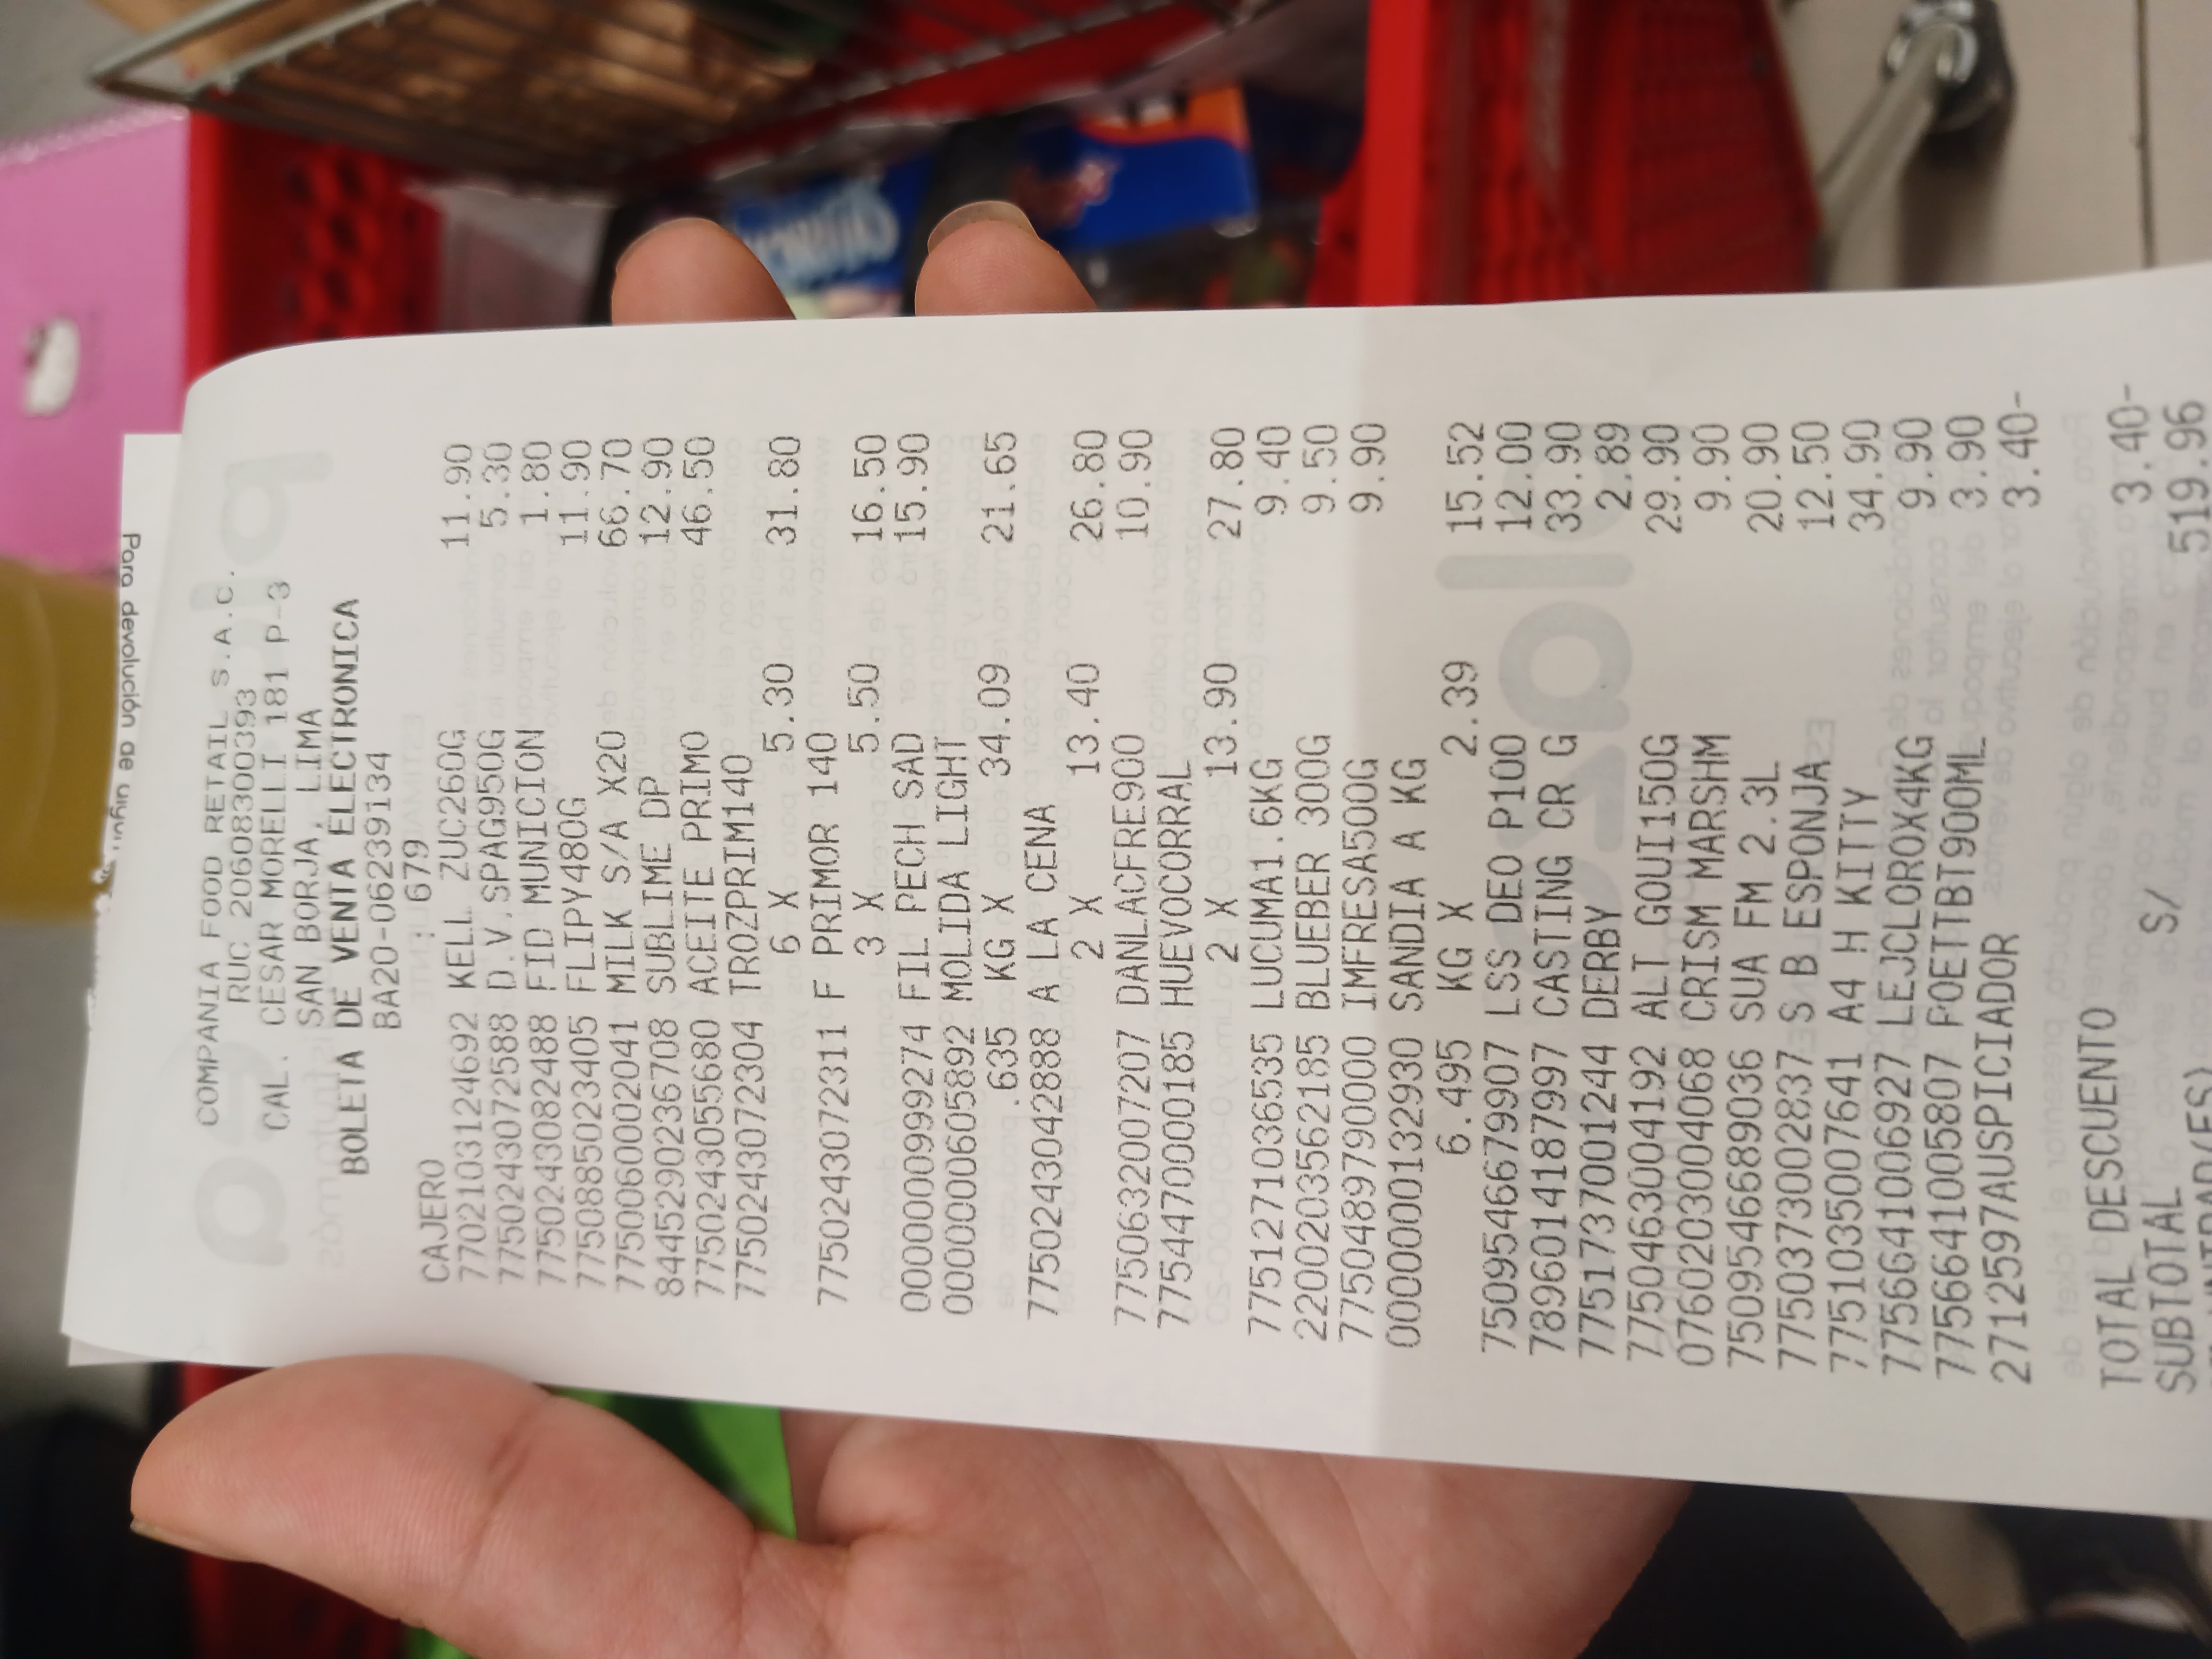 Para devolución de algún
COMPANIA FOOD RETAIL S.A.C.
RUC 20608300393
CAL. CESAR MORELLI 181 P-3
SAN BORJA, LIMA
BOLETA DE VENTA ELECTRONICA
BA20-06239134
CAJERO : 679
7702103124692 KELL ZUC260G 11.90
7750243072588 D.V.SPAG950G 5.30
7750243082488 FID MUNICION 1.80
7750885023405 FLIPY480G 11.90
7750060002041 MILK S/A X20 66.70
8445290236708 SUBLIME DP 12.90
7750243055680 ACEITE PRIMO 46.50
7750243072304 TROZPRIM140
6 X 5.30 31.80
7750243072311 F PRIMOR 140
3 X 5.50 16.50
0000000999274 FIL PECH SAD 15.90
0000000605892 MOLIDA LIGHT
.635 KG X 34.09 21.65
7750243042888 A LA CENA
2 X 13.40 26.80
7750632007207 DANLACFRE900 10.90
7754470000185 HUEVOCORRAL
2 X 13.90 27.80
7751271036535 LUCUMA1.6KG 9.40
2200203562185 BLUEBER 300G 9.50
7750489790000 IMFRESA500G 9.90
0000000132930 SANDIA A KG
6.495 KG X 2.39 15.52
7509546679907 LSS DEO P100 12.00
7896014187997 CASTING CR G 33.90
7751737001244 DERBY 2.89
7750463004192 ALT GOUI150G 29.90
0760203004068 CRISM MARSHM 9.90
7509546689036 SUA FM 2.3L 20.90
7750373002837 S B ESPONJA 12.50
7751035007641 A4 H KITTY 34.90
7756641006927 LEJCLOROX4KG 9.90
7756641005807 POETTBT900ML 3.90
2712597AUSPICIADOR 3.40-
TOTAL DESCUENTO 3.40-
SUBTOTAL S/ 519.96